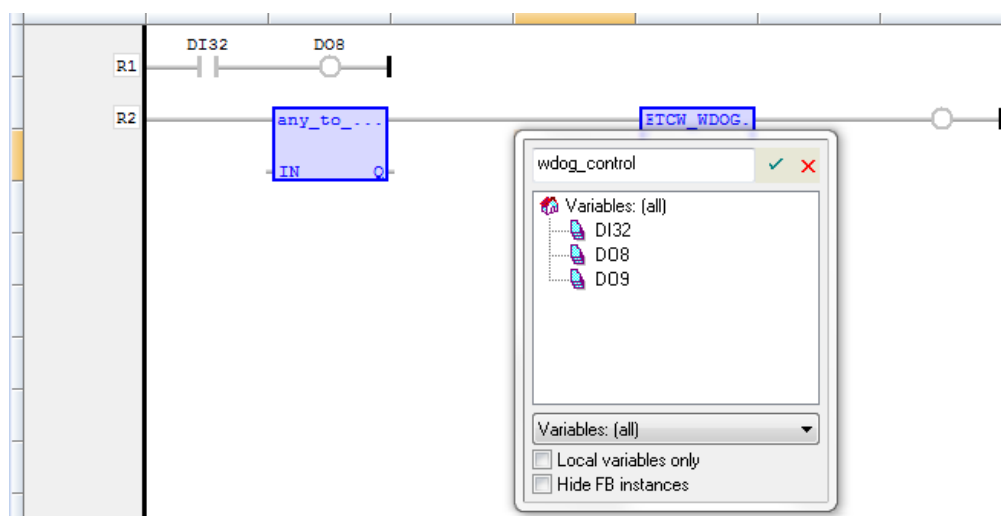 DI32 DO8
R1
R2
any_to_...
ETCW_WDOG.
IN Q
wdog_control
Variables: (all)
DI32
DO8
DO9
Variables: (all)
Local variables only
Hide FB instances